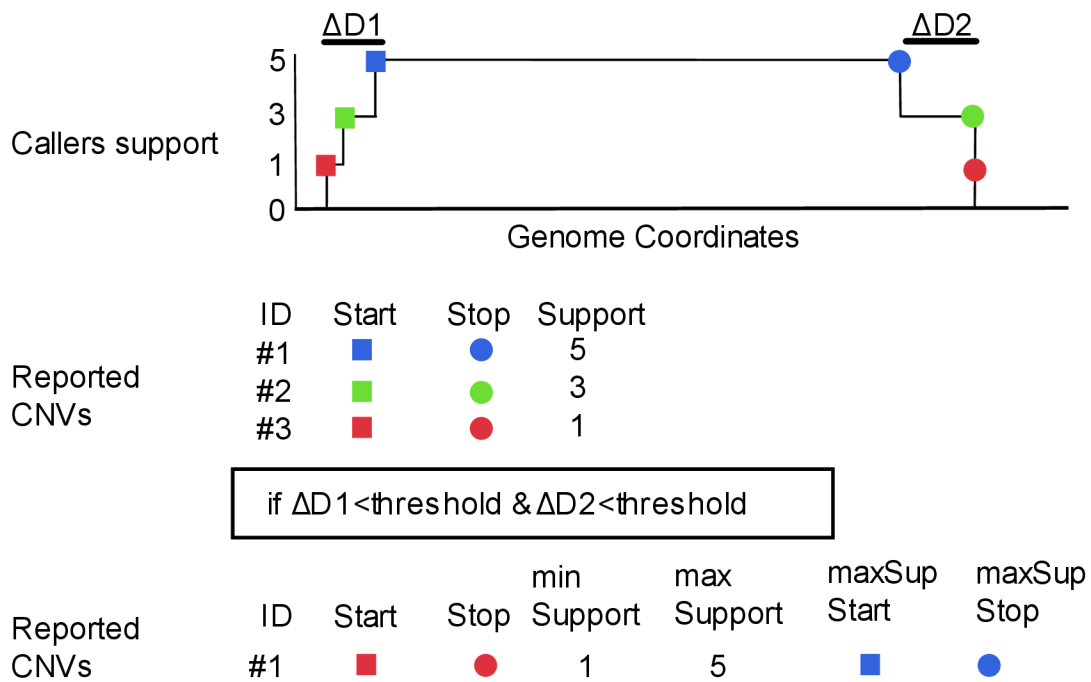 ΔD1 ΔD2
5
3
Callers support
1
0
Genome Coordinates
ID Start Stop Support
#1 5
Reported
CNVs
#2 3
#3 1
if ΔD1<threshold & ΔD2<threshold
min max maxSup maxSup
ID Start Stop Support Support Start Stop
Reported
CNVs
#1 1 5